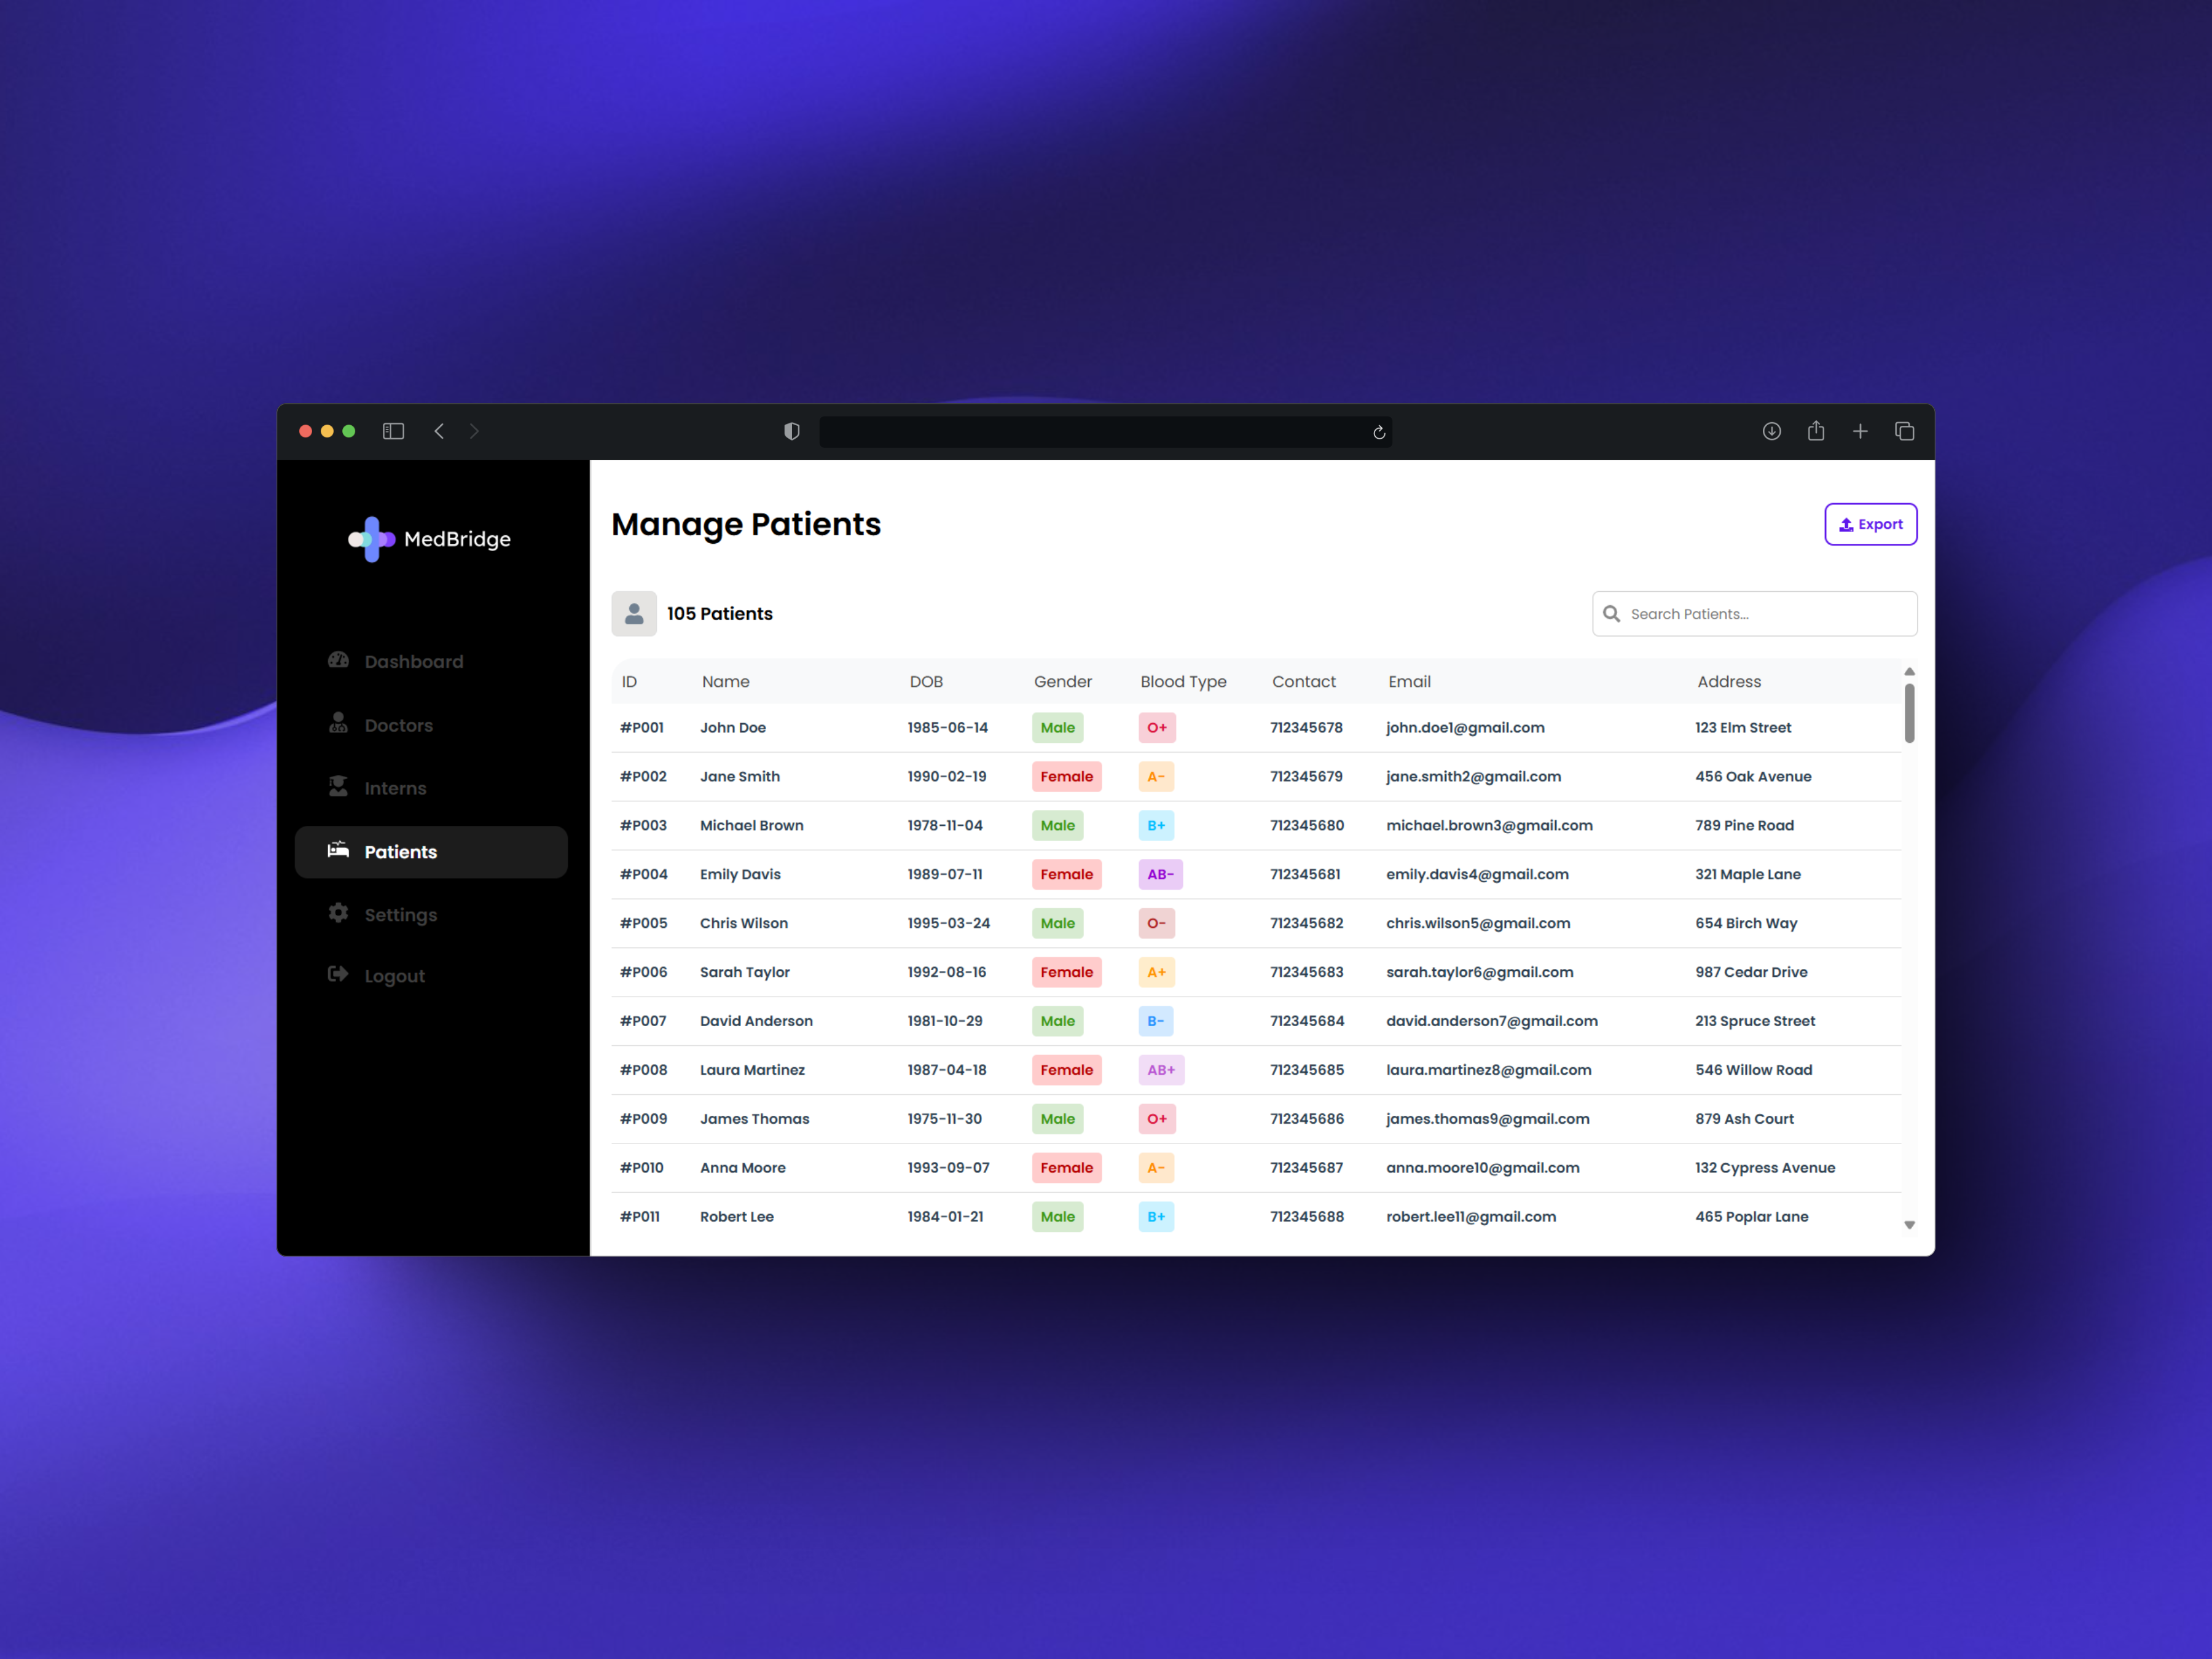 MedBridge
Dashboard
Doctors
Interns
Patients
Settings
Logout
Manage Patients
Export
105 Patients
Search Patients...
ID Name DOB Gender Blood Type Contact Email Address
#P001 John Doe 1985-06-14 Male O+ 712345678 john.doe1@gmail.com 123 Elm Street
#P002 Jane Smith 1990-02-19 Female A- 712345679 jane.smith2@gmail.com 456 Oak Avenue
#P003 Michael Brown 1978-11-04 Male B+ 712345680 michael.brown3@gmail.com 789 Pine Road
#P004 Emily Davis 1989-07-11 Female AB- 712345681 emily.davis4@gmail.com 321 Maple Lane
#P005 Chris Wilson 1995-03-24 Male O- 712345682 chris.wilson5@gmail.com 654 Birch Way
#P006 Sarah Taylor 1992-08-16 Female A+ 712345683 sarah.taylor6@gmail.com 987 Cedar Drive
#P007 David Anderson 1981-10-29 Male B- 712345684 david.anderson7@gmail.com 213 Spruce Street
#P008 Laura Martinez 1987-04-18 Female AB+ 712345685 laura.martinez8@gmail.com 546 Willow Road
#P009 James Thomas 1975-11-30 Male O+ 712345686 james.thomas9@gmail.com 879 Ash Court
#P010 Anna Moore 1993-09-07 Female A- 712345687 anna.moore10@gmail.com 132 Cypress Avenue
#P011 Robert Lee 1984-01-21 Male B+ 712345688 robert.lee11@gmail.com 465 Poplar Lane